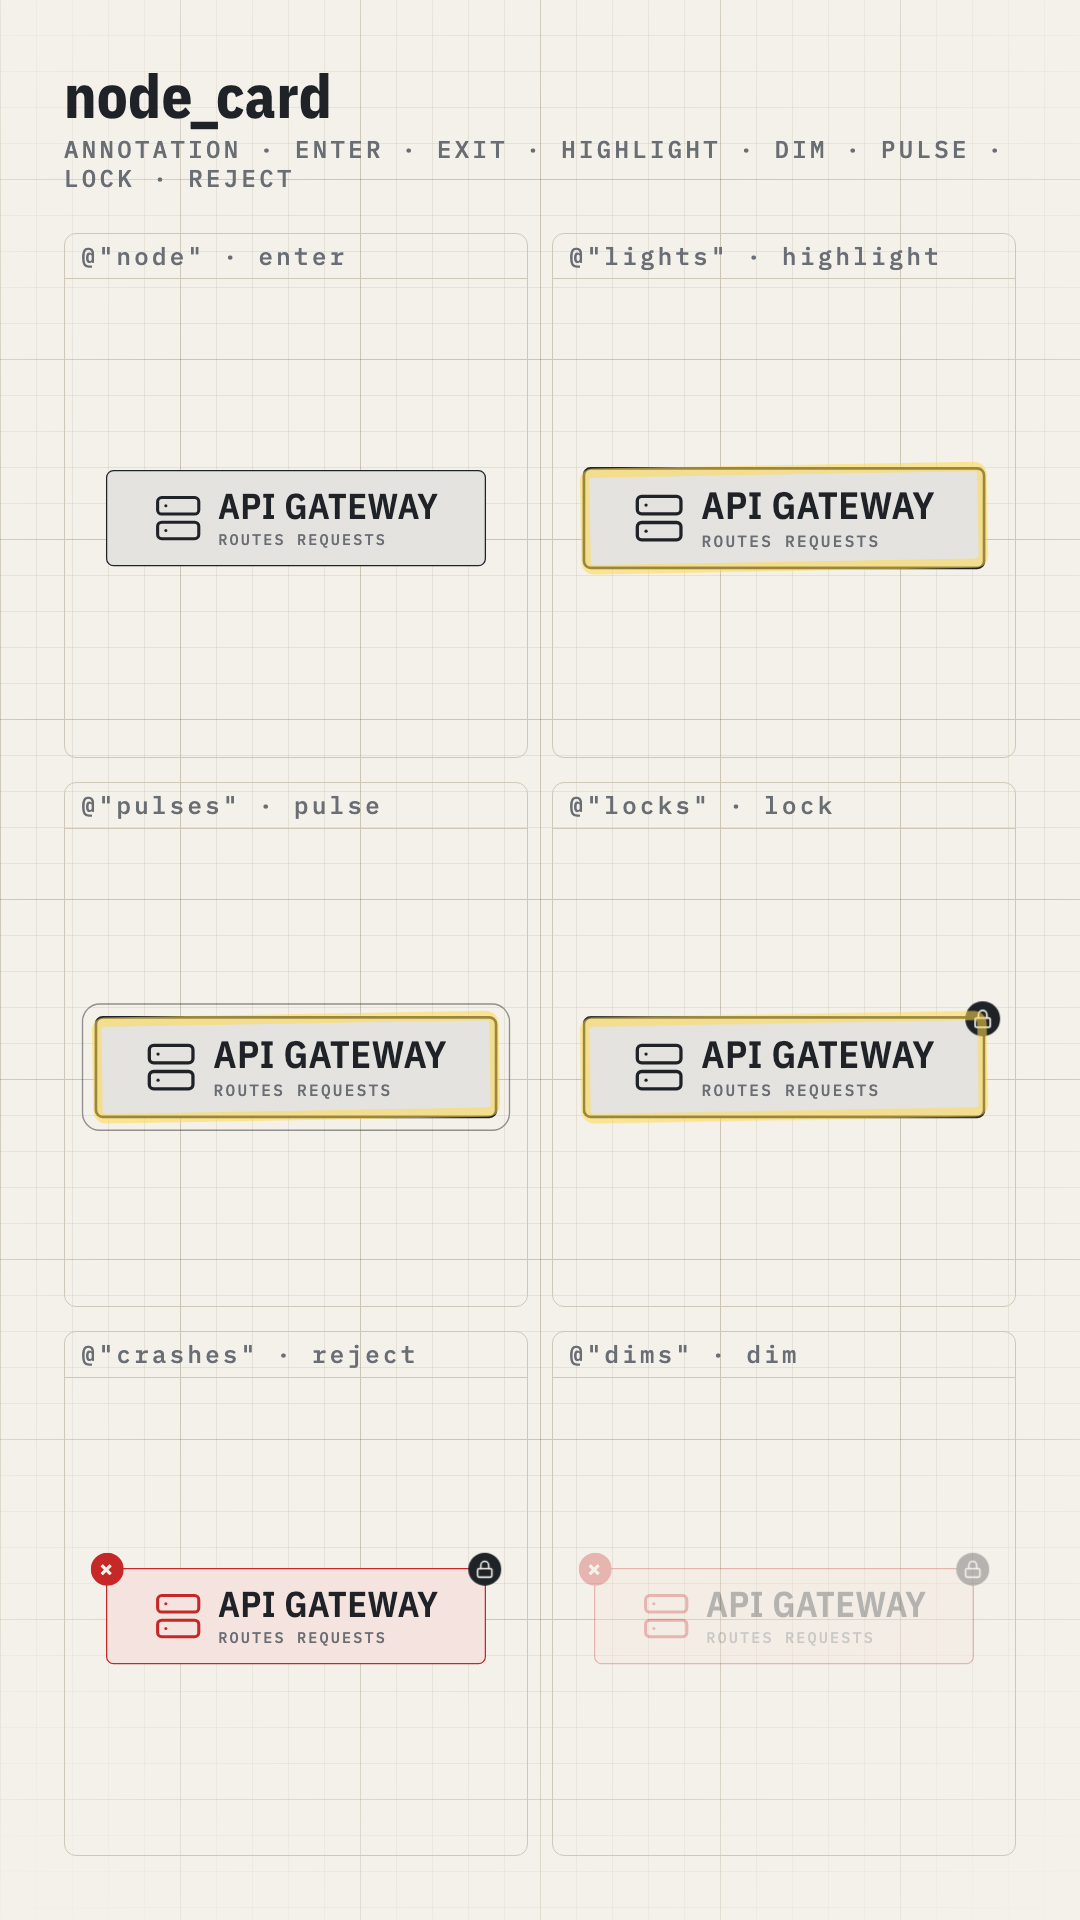 node_card
ANNOTATION · ENTER · EXIT · HIGHLIGHT · DIM · PULSE ·
LOCK · REJECT
@"node" · enter
API GATEWAY
ROUTES REQUESTS
@"lights" · highlight
API GATEWAY
ROUTES REQUESTS
@"pulses" · pulse
API GATEWAY
ROUTES REQUESTS
@"locks" · lock
API GATEWAY
ROUTES REQUESTS
@"crashes" · reject
API GATEWAY
ROUTES REQUESTS
@"dims" · dim
API GATEWAY
ROUTES REQUESTS